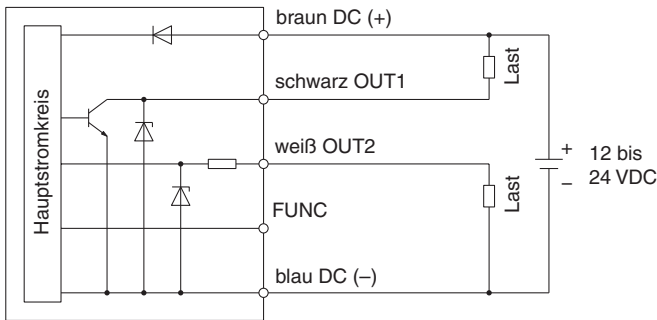 braun DC (+)
Last
schwarz OUT1
Hauptstromkreis
weiß OUT2
+
12 bis
–
24 VDC
Last
FUNC
blau DC (–)